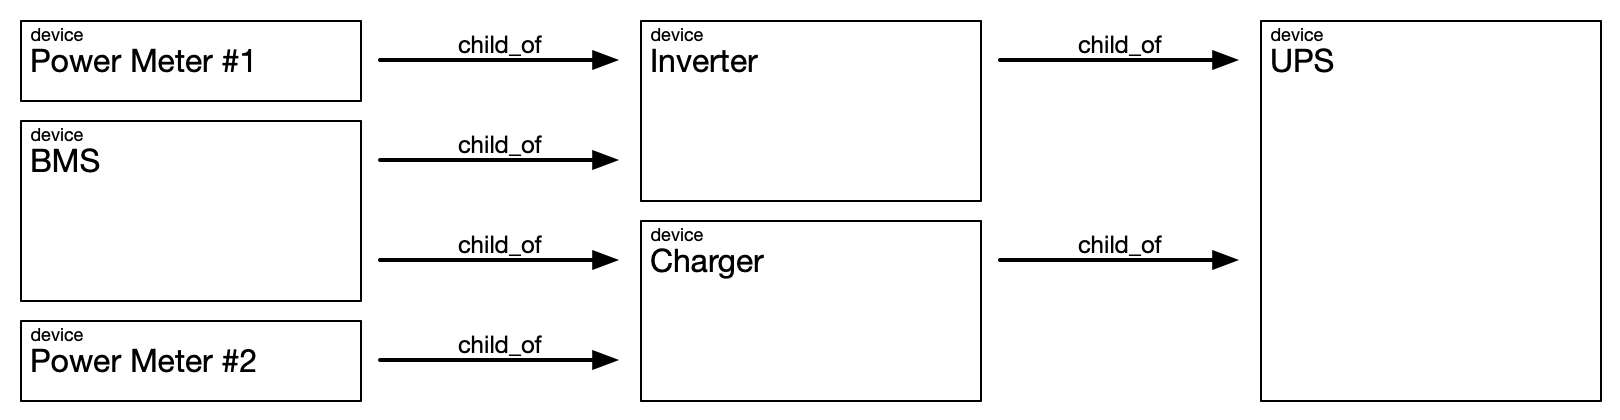 device
Power Meter #1
child_of
device
Inverter
child_of
device
UPS
device
BMS
child_of
child_of
device
Charger
child_of
device
Power Meter #2
child_of